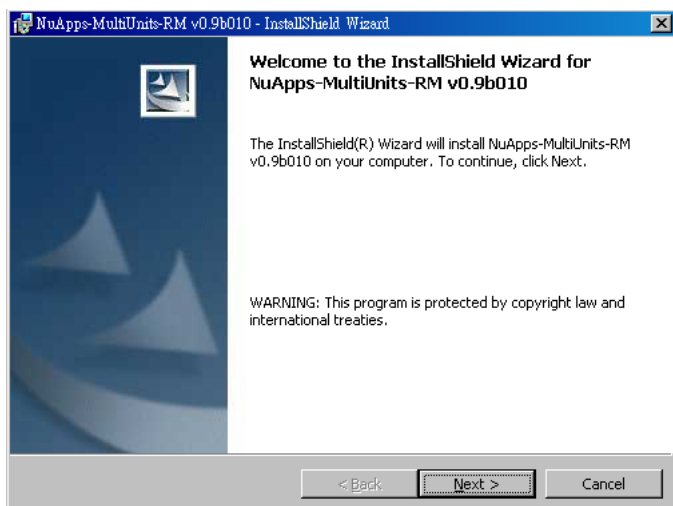 NuApps-MultiUnits-RM v0.9b010 - InstallShield Wizard
Welcome to the InstallShield Wizard for
NuApps-MultiUnits-RM v0.9b010
The InstallShield(R) Wizard will install NuApps-MultiUnits-RM
v0.9b010 on your computer. To continue, click Next.
WARNING: This program is protected by copyright law and
international treaties.
< Back
Next >
Cancel